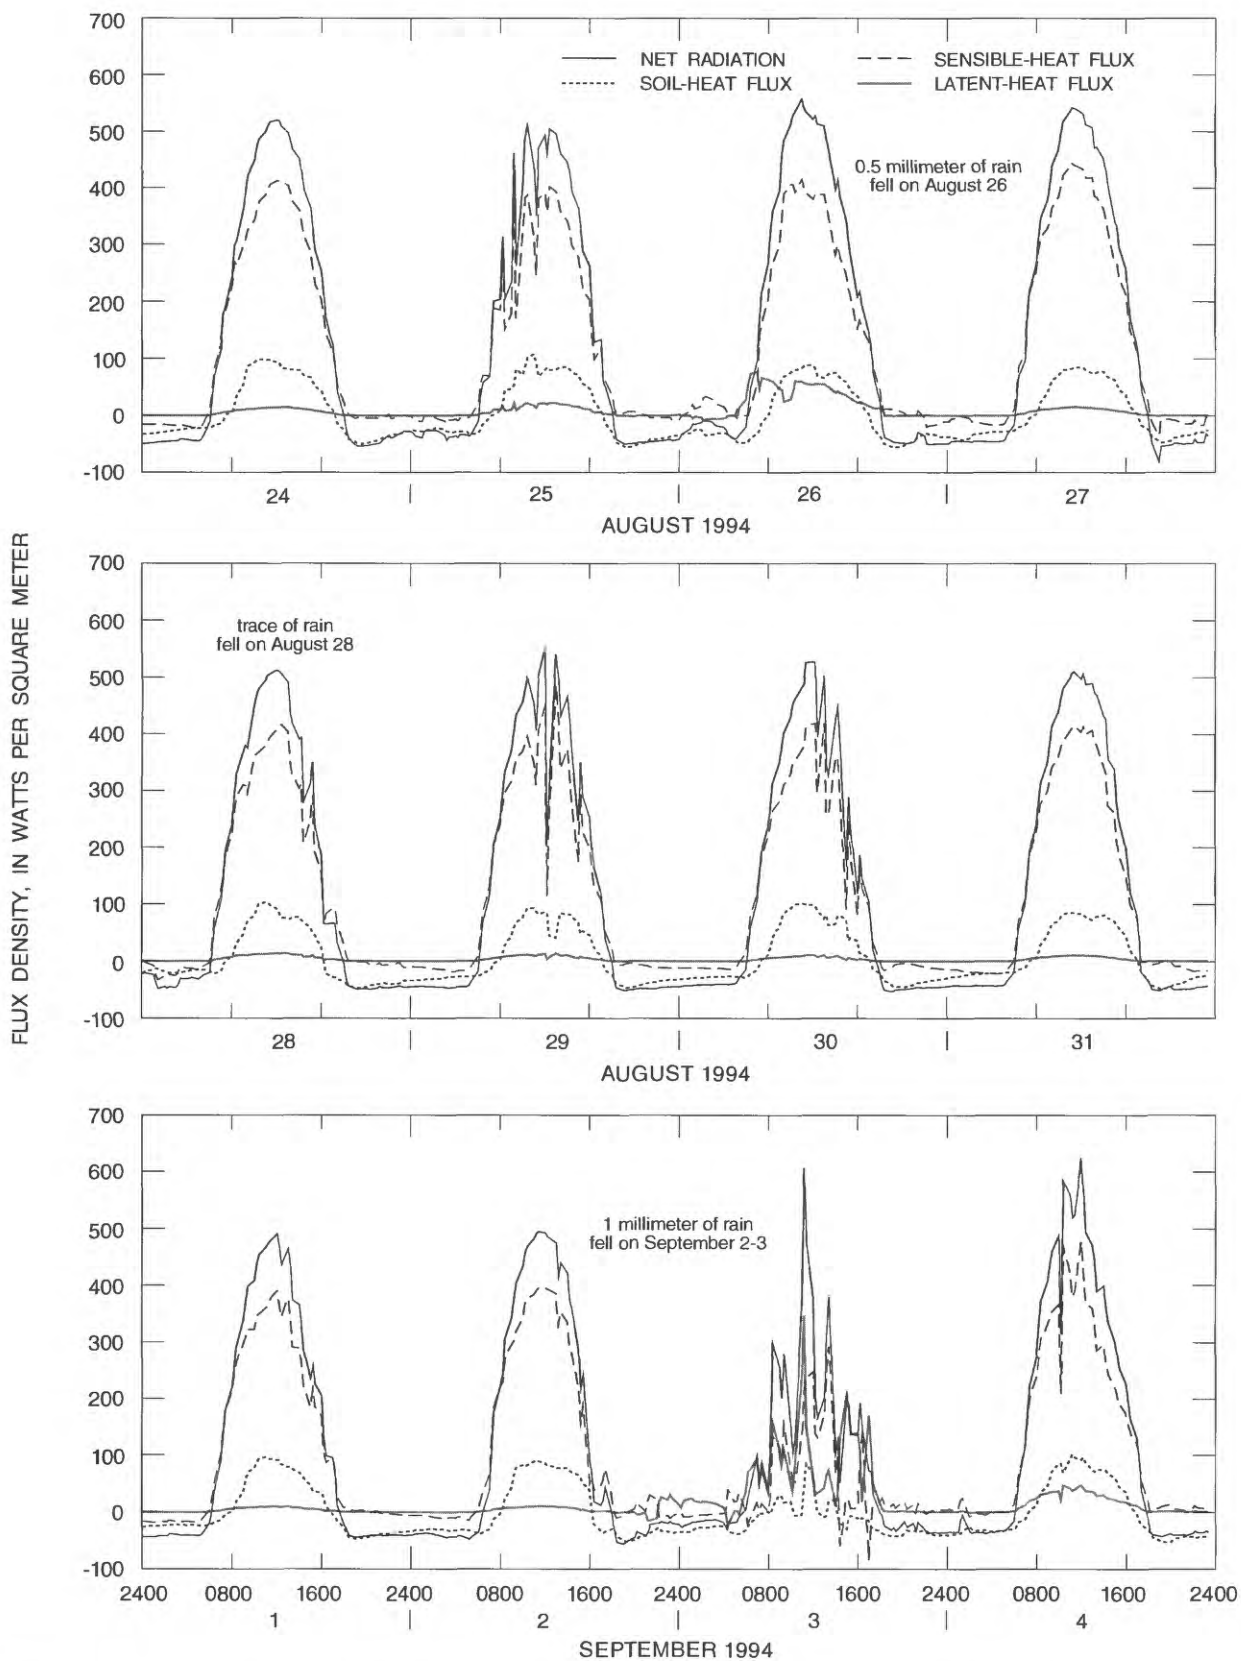 FLUX DENSITY, IN WATTS PER SQUARE METER
700
600
500
400
300
200
100
0
-100
NET RADIATION
SENSIBLE-HEAT FLUX
SOIL-HEAT FLUX
LATENT-HEAT FLUX
0.5 millimeter of rain
fell on August 26
24 25 26 27
AUGUST 1994
700
600
500
400
300
200
100
0
-100
trace of rain
fell on August 28
28 29 30 31
AUGUST 1994
700
600
500
400
300
200
100
0
-100
1 millimeter of rain
fell on September 2-3
2400 0800 1600 2400 0800 1600 2400 0800 1600 2400 0800 1600 2400
1 2 3 4
SEPTEMBER 1994